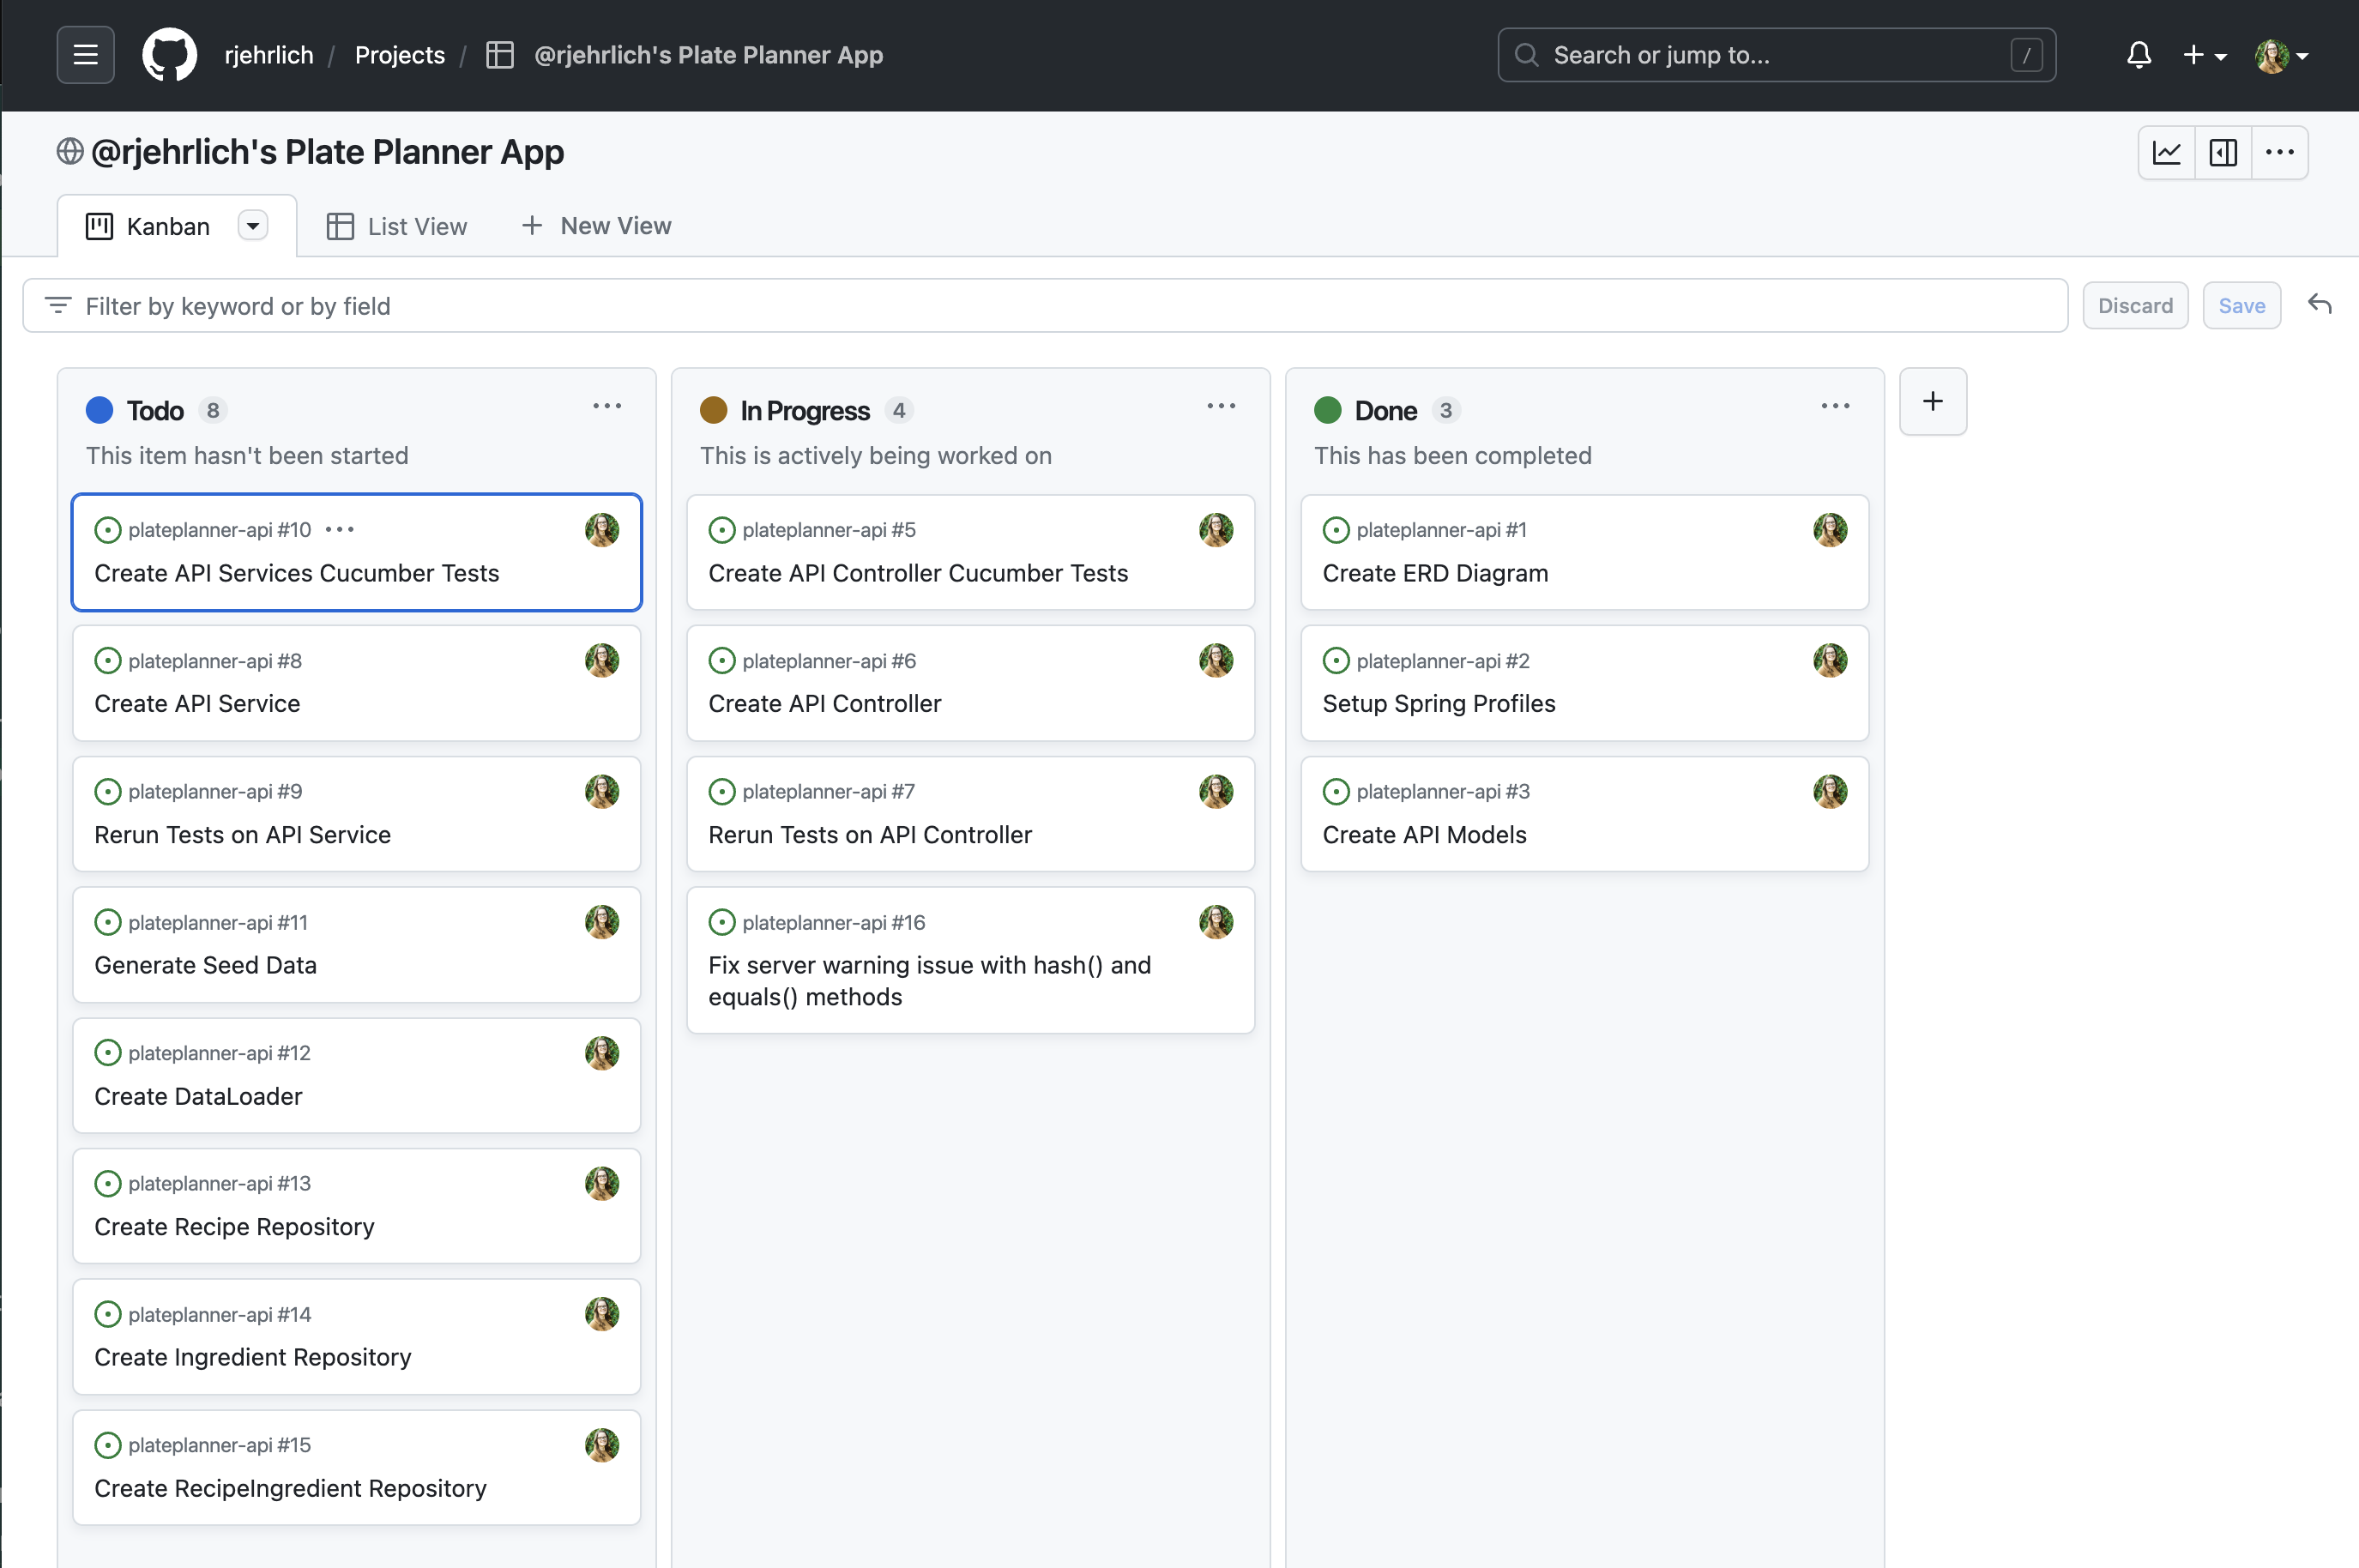 rjehrlich / Projects / @rjehrlich's Plate Planner App
Search or jump to... /
@rjehrlich's Plate Planner App
Kanban
List View
New View
Filter by keyword or by field
Discard
Save
Todo 8
This item hasn't been started
plateplanner-api #10
Create API Services Cucumber Tests
plateplanner-api #8
Create API Service
plateplanner-api #9
Rerun Tests on API Service
plateplanner-api #11
Generate Seed Data
plateplanner-api #12
Create DataLoader
plateplanner-api #13
Create Recipe Repository
plateplanner-api #14
Create Ingredient Repository
plateplanner-api #15
Create RecipeIngredient Repository
In Progress 4
This is actively being worked on
plateplanner-api #5
Create API Controller Cucumber Tests
plateplanner-api #6
Create API Controller
plateplanner-api #7
Rerun Tests on API Controller
plateplanner-api #16
Fix server warning issue with hash() and
equals() methods
Done 3
This has been completed
plateplanner-api #1
Create ERD Diagram
plateplanner-api #2
Setup Spring Profiles
plateplanner-api #3
Create API Models